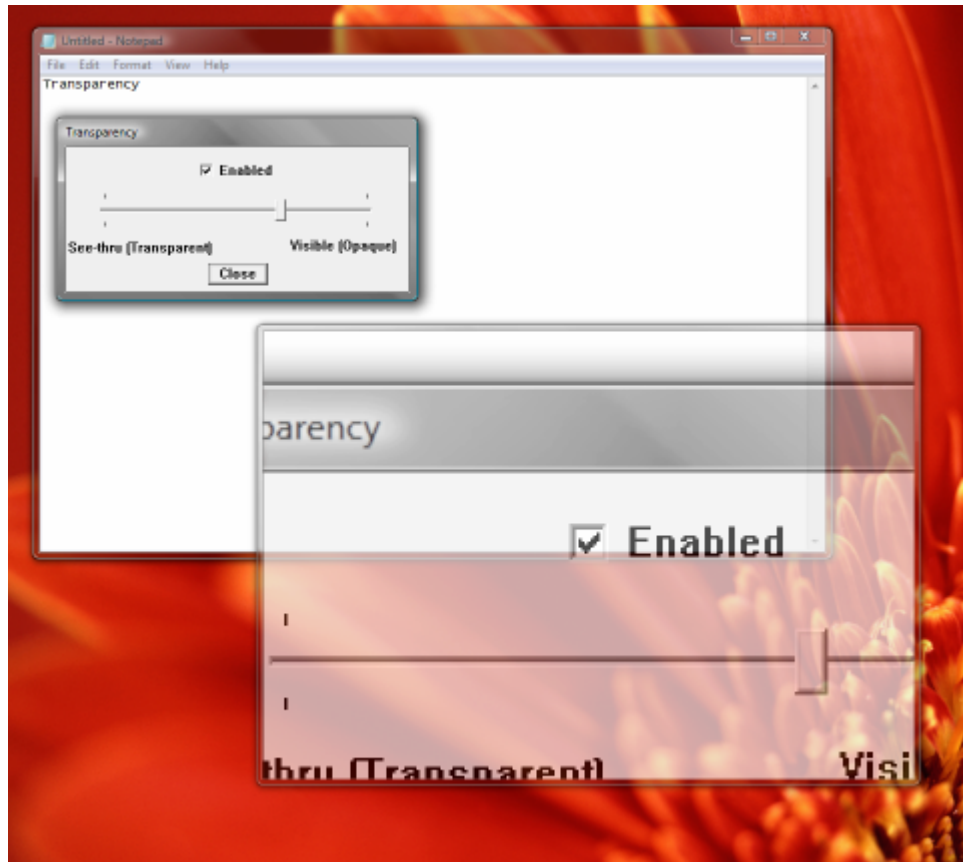 Untitled - Notepad
File Edit Format View Help
Transparency
Transparency
Enabled
See-thru (Transparent) Visible (Opaque)
Close
parency
Enabled
thru (Transparent) Visi